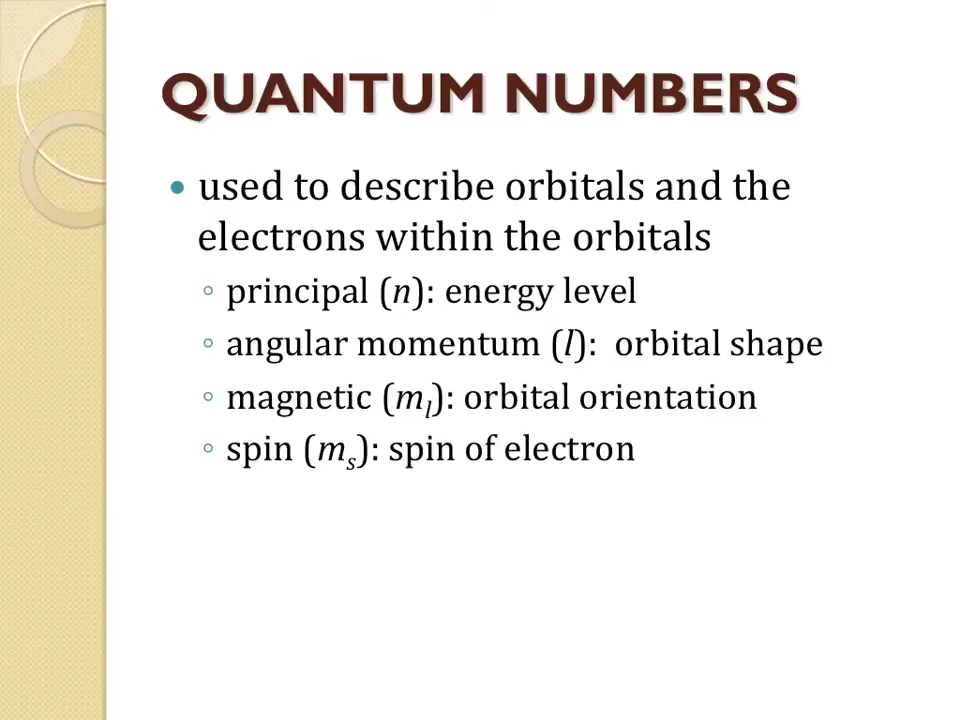 QUANTUM NUMBERS
• used to describe orbitals and the
electrons within the orbitals
◦ principal (n): energy level
◦ angular momentum (l):  orbital shape
◦ magnetic (mₗ): orbital orientation
◦ spin (mₛ): spin of electron